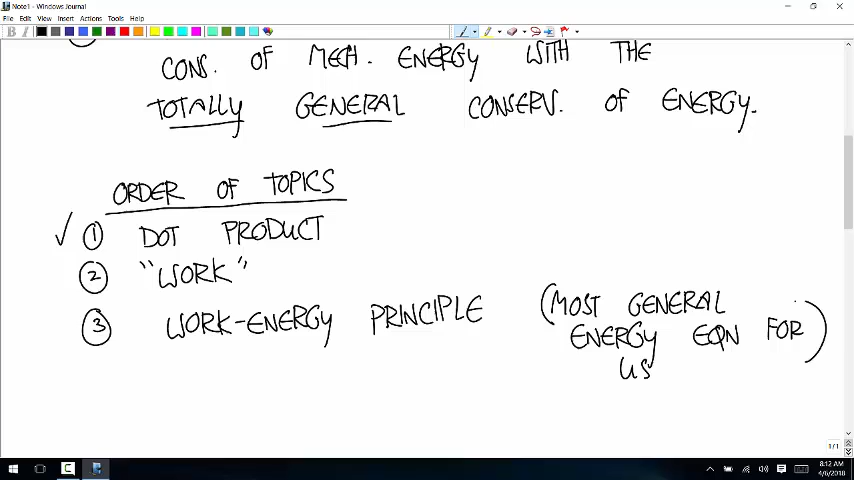 Note1 - Windows Journal
File Edit View Insert Actions Tools Help
B I
CONS. OF MECH. ENERGY WITH THE
TOTALLY GENERAL CONSERV. OF ENERGY.
ORDER OF TOPICS
✓ 1 DOT PRODUCT
2 "WORK"
3 WORK-ENERGY PRINCIPLE (MOST GENERAL
ENERGY EQN FOR)
US
1/1
8:12 AM
4/6/2018